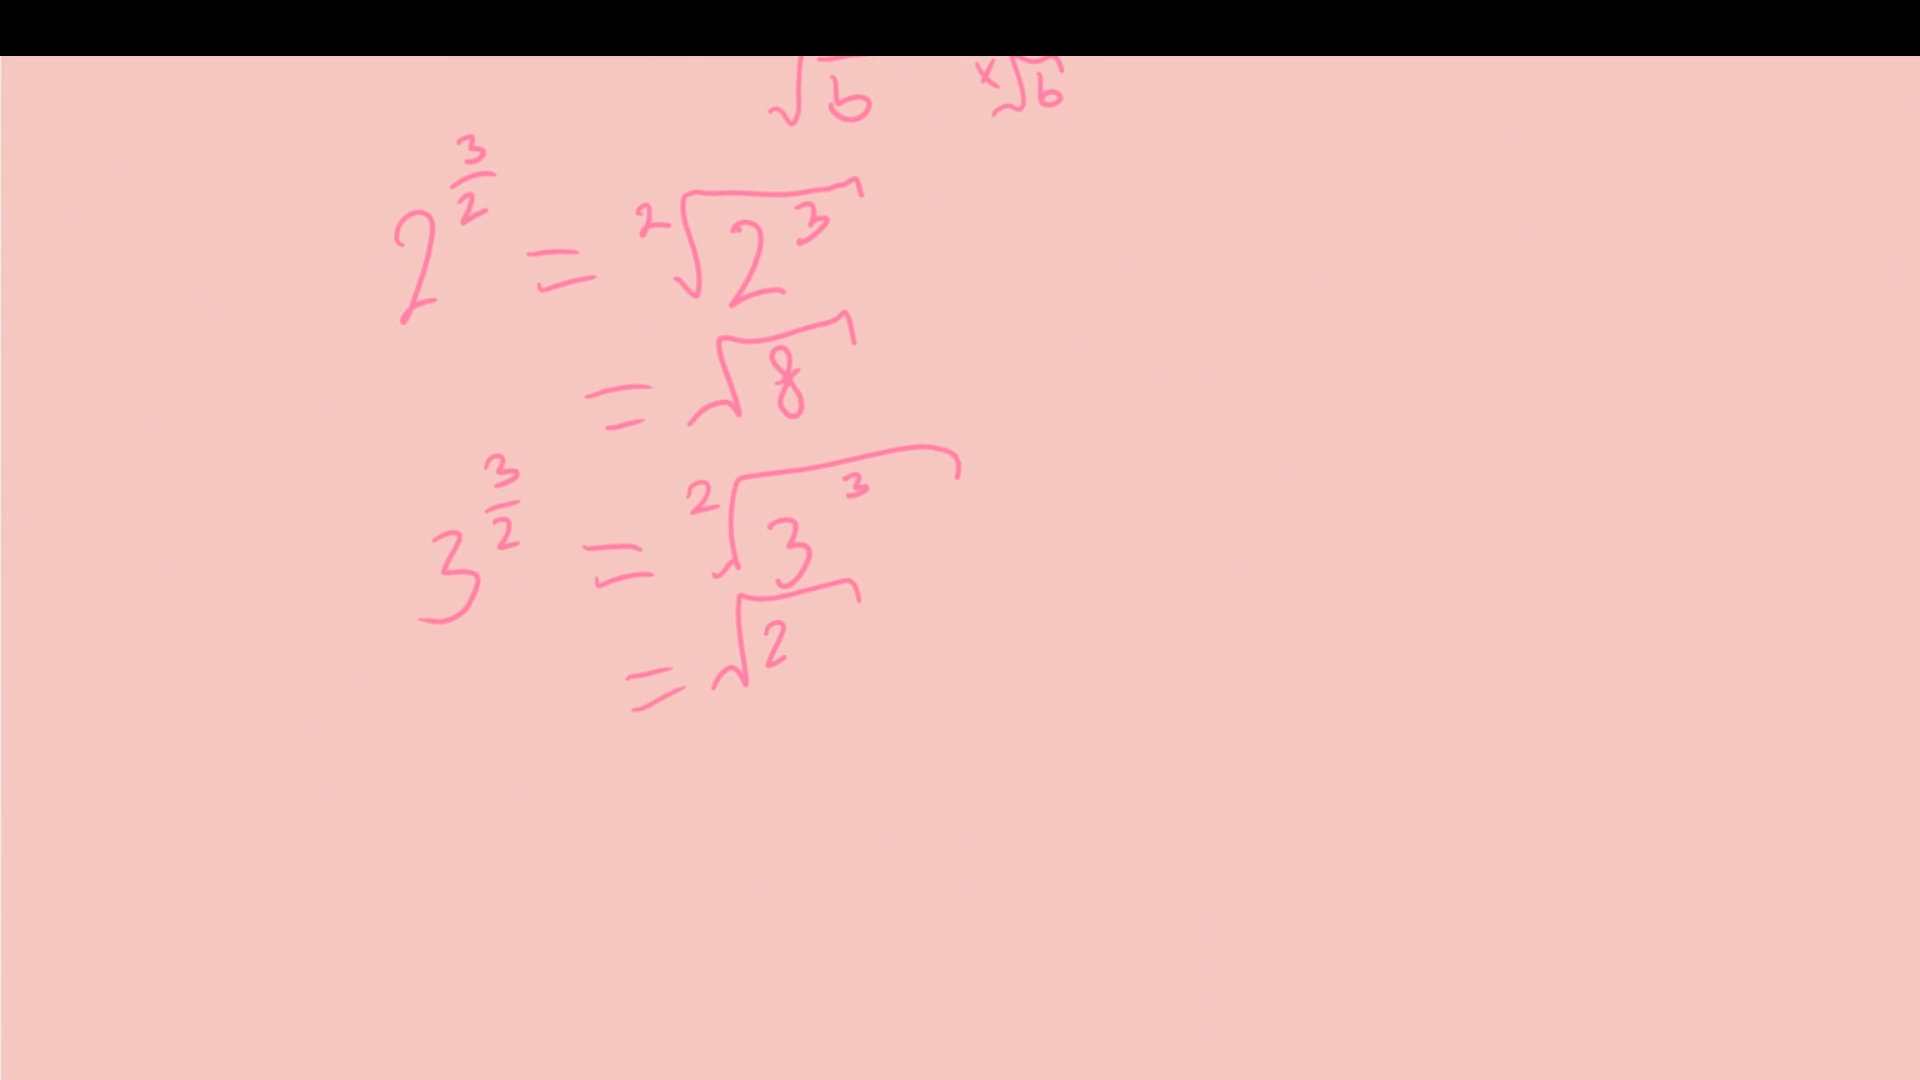 √b ˣ√b
2^(3/2) = ²√2³
= √8
3^(3/2) = ²√3³
= √2